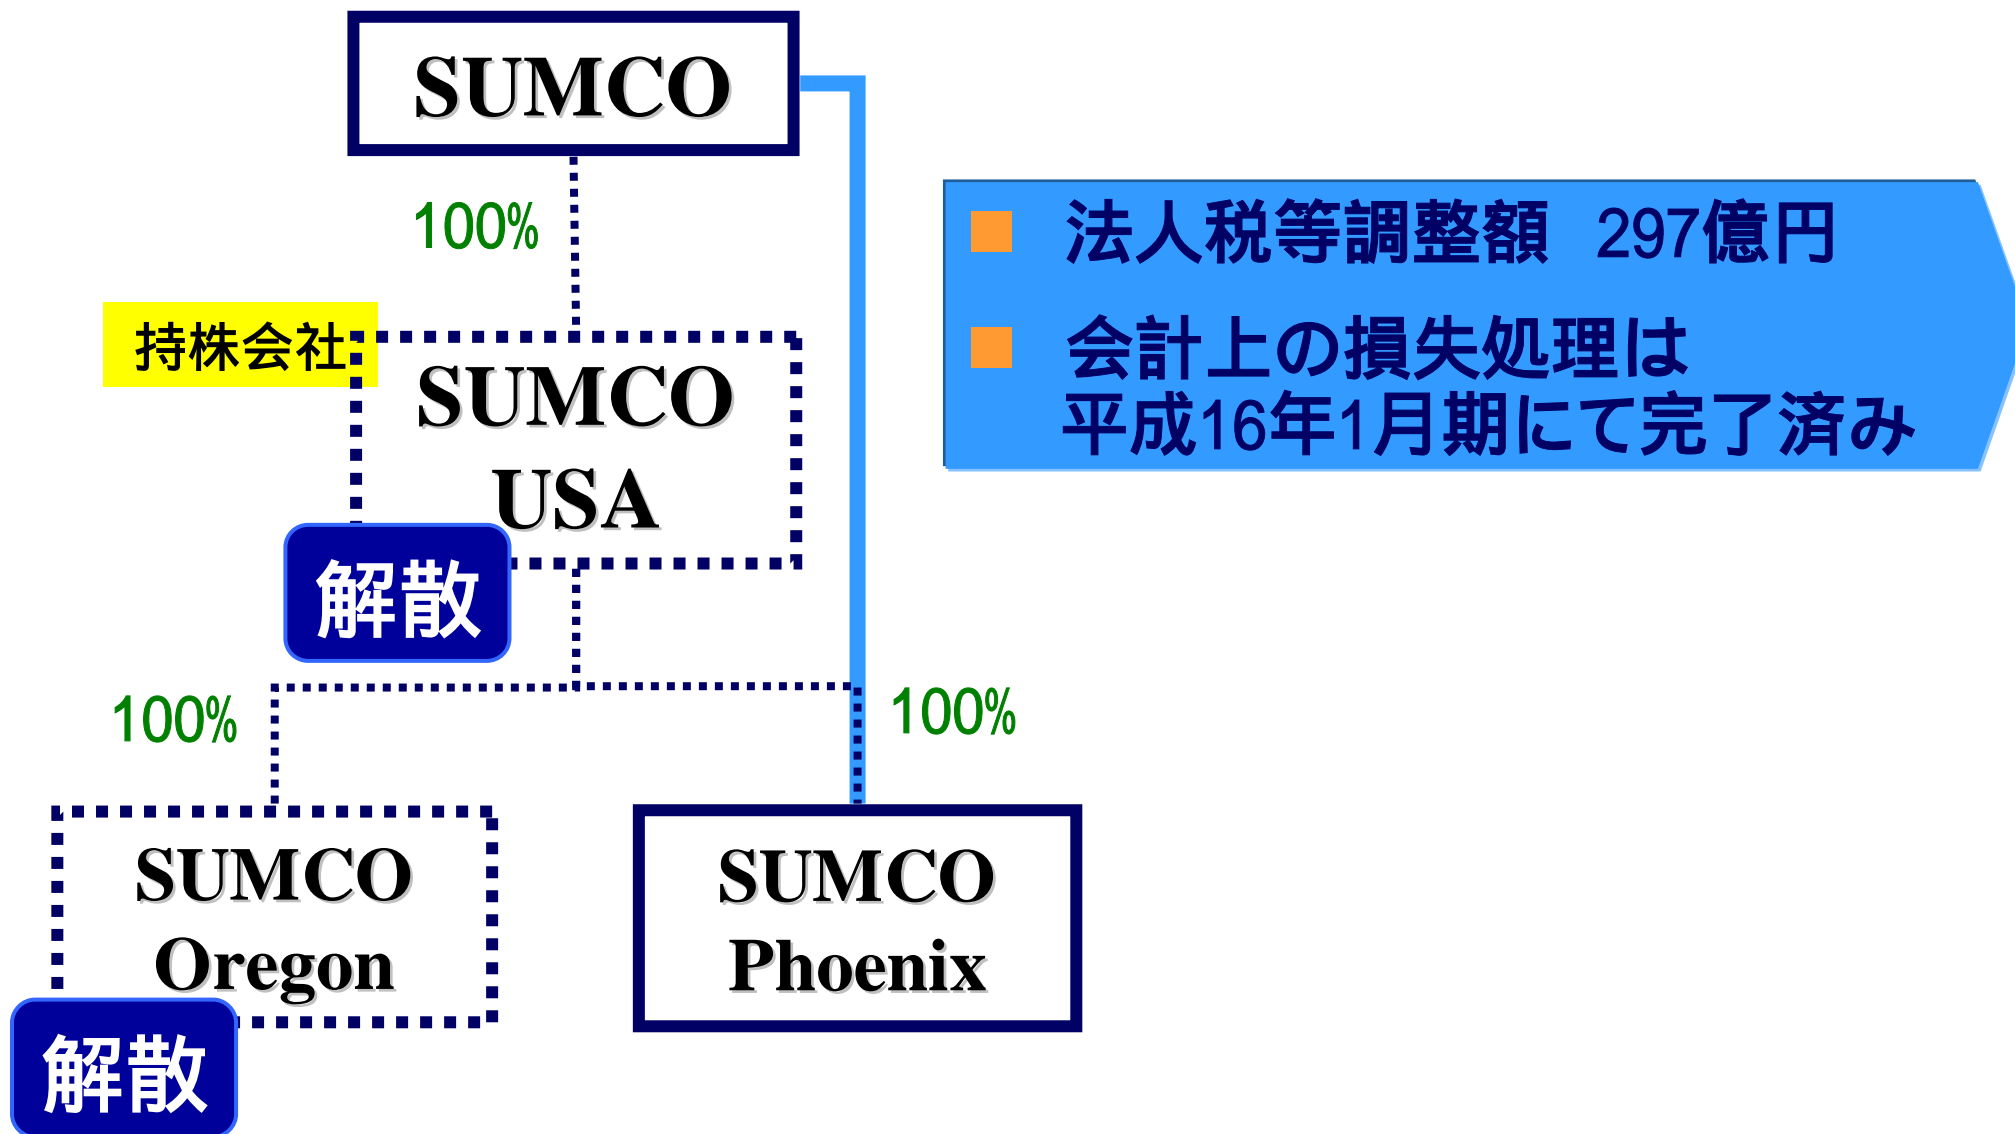 SUMCO
100%
持株会社
SUMCO
USA
解散
法人税等調整額 297億円
会計上の損失処理は
平成16年1月期にて完了済み
100%
100%
SUMCO
Oregon
解散
SUMCO
Phoenix